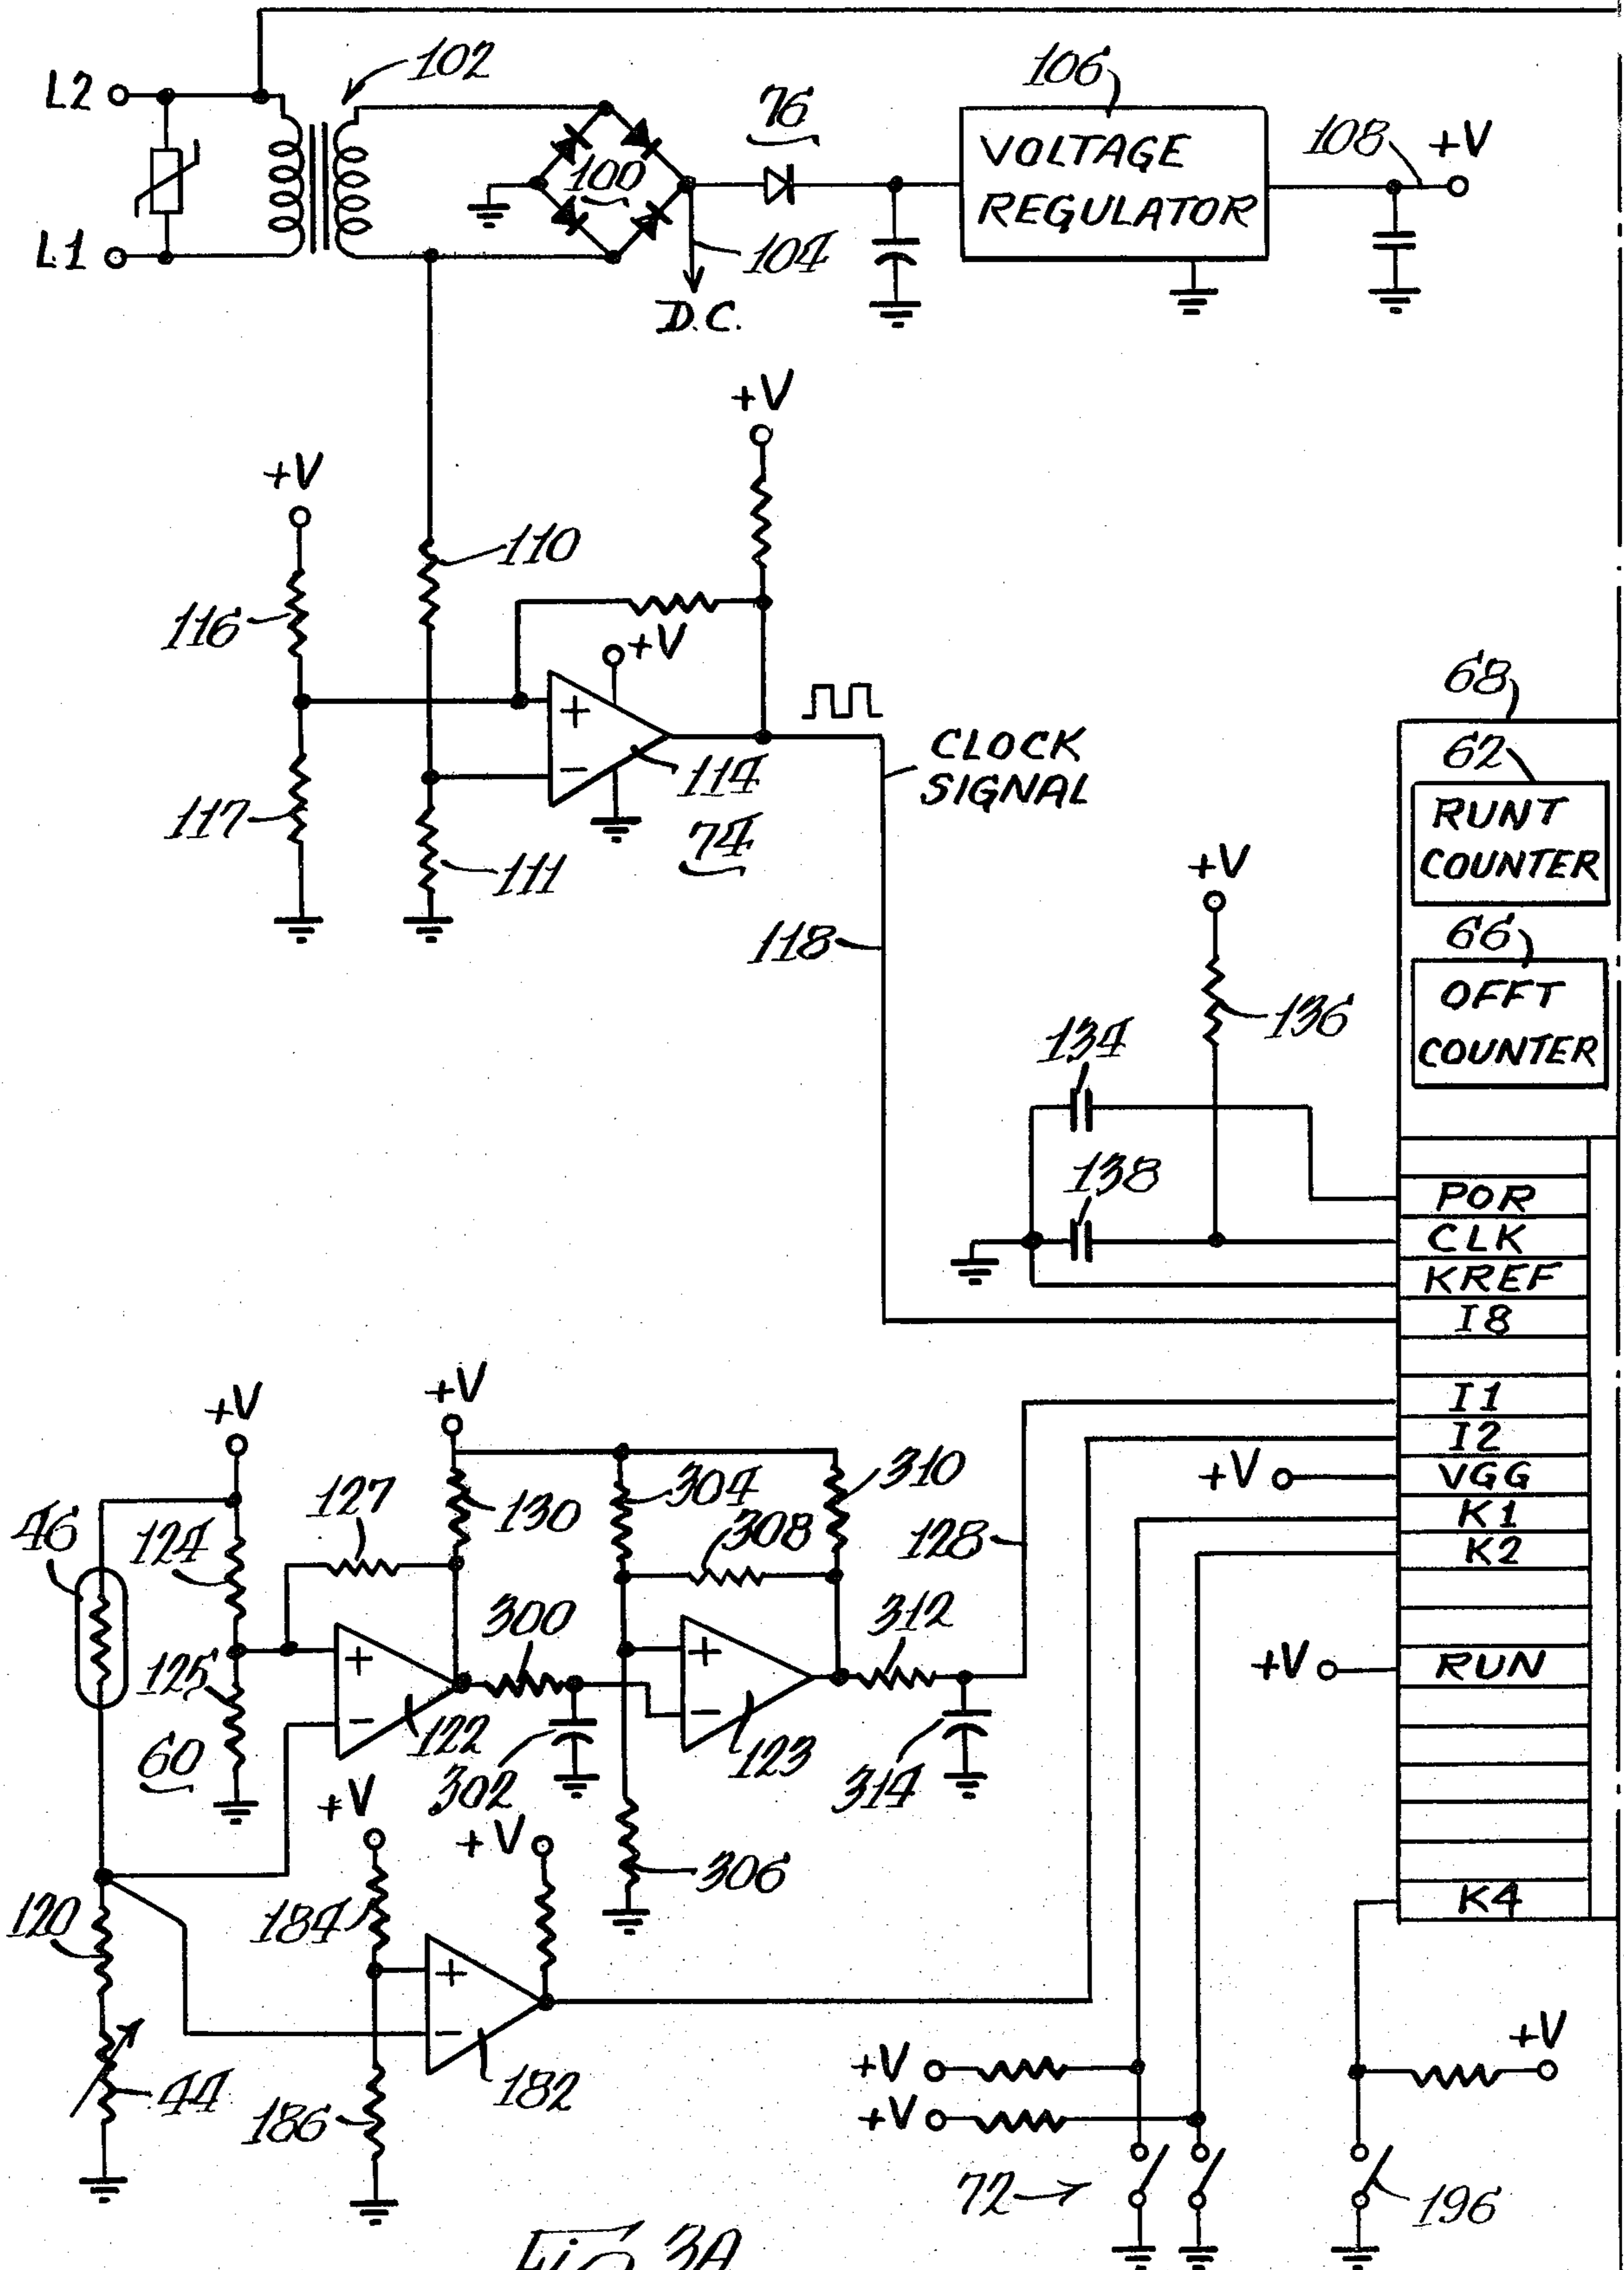 102
L2
106
76
VOLTAGE
REGULATOR
108
+V
100
L1
104
D.C.
+V
+V
110
116
+V
68
+
-
114
CLOCK
SIGNAL
62
RUNT
COUNTER
117
74
111
+V
118
66
OFFT
COUNTER
136
134
138
POR
CLK
KREF
I8
+V
+V
I1
I2
+V
VGG
K1
K2
46
124
127
130
304
310
308
128
300
312
125
+
-
+
-
+V
RUN
60
122
302
123
314
+V
+V
306
K4
120
184
+
-
44
186
182
+V
+V
+V
72
196
Fig 3A